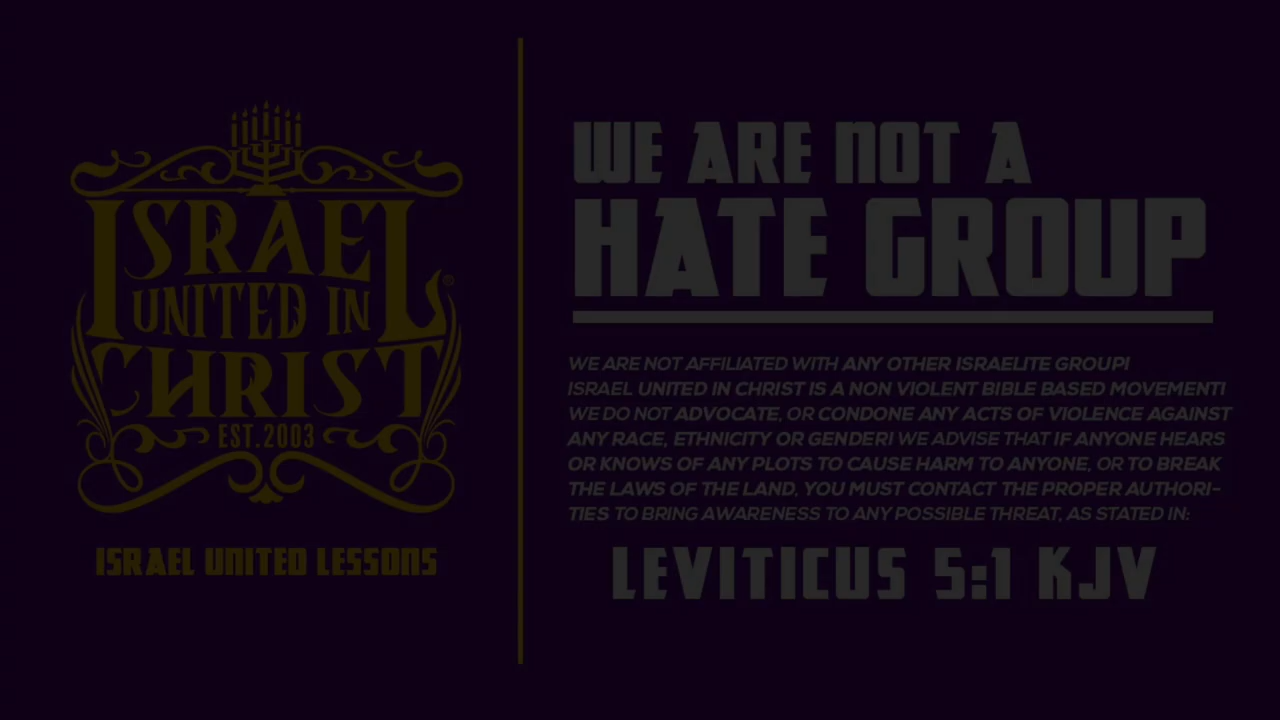 ISRAEL
UNITED IN
CHRIST
®
EST.2003
ISRAEL UNITED LESSONS
WE ARE NOT A
HATE GROUP
WE ARE NOT AFFILIATED WITH ANY OTHER ISRAELITE GROUP!
ISRAEL UNITED IN CHRIST IS A NON VIOLENT BIBLE BASED MOVEMENT!
WE DO NOT ADVOCATE, OR CONDONE ANY ACTS OF VIOLENCE AGAINST
ANY RACE, ETHNICITY OR GENDER! WE ADVISE THAT IF ANYONE HEARS
OR KNOWS OF ANY PLOTS TO CAUSE HARM TO ANYONE, OR TO BREAK
THE LAWS OF THE LAND, YOU MUST CONTACT THE PROPER AUTHORI-
TIES TO BRING AWARENESS TO ANY POSSIBLE THREAT, AS STATED IN:
LEVITICUS 5:1 KJV